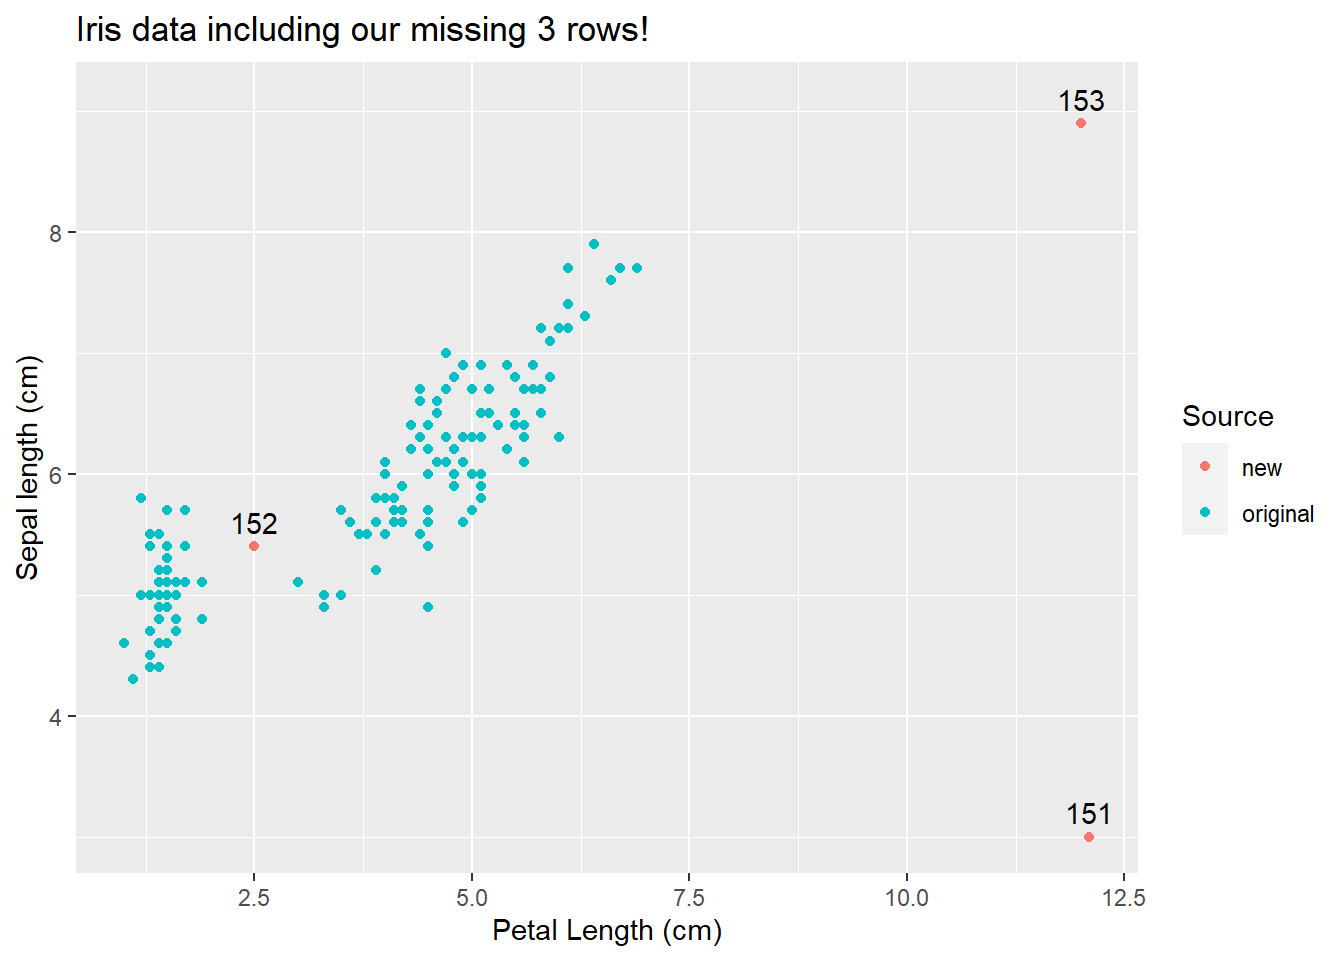 Iris data including our missing 3 rows!
153
8
Source
new
original
6
152
Sepal length (cm)
4
151
2.5 5.0 7.5 10.0 12.5
Petal Length (cm)